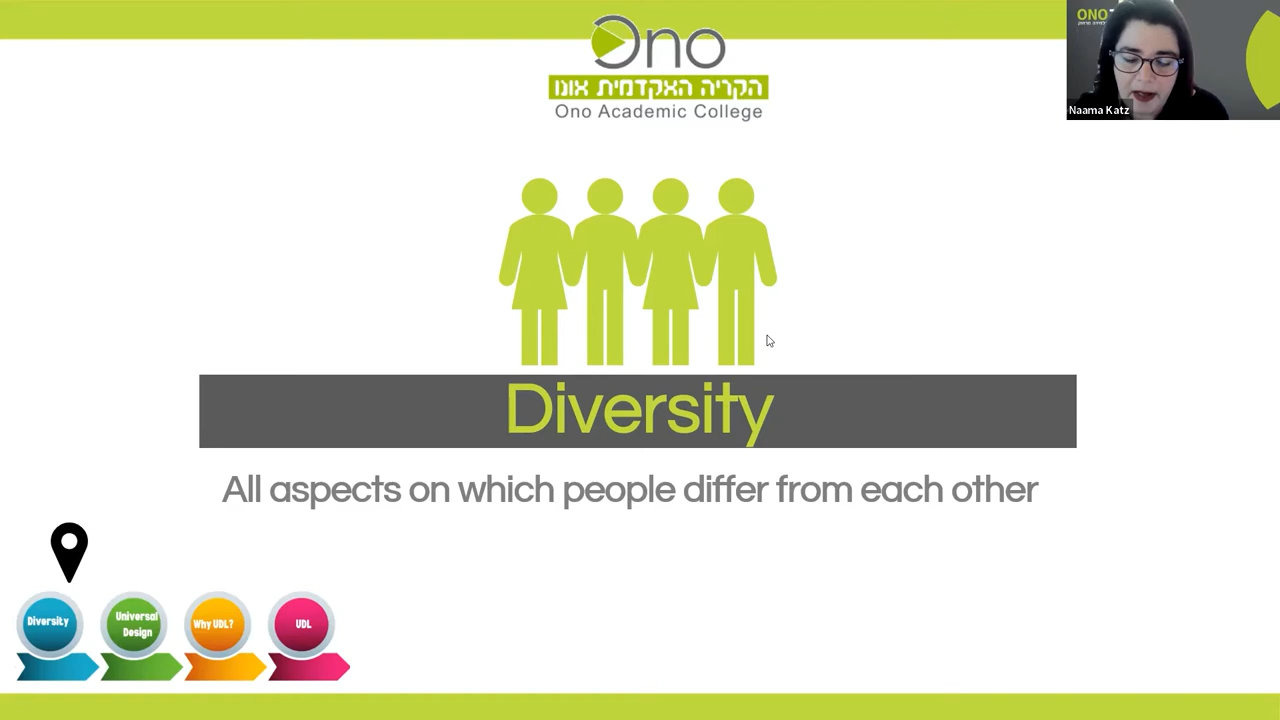 Ono
הקריה האקדמית אונו
Ono Academic College
ONO
Naama Katz
Diversity
All aspects on which people differ from each other
Diversity
Universal
Design
Why UDL?
UDL